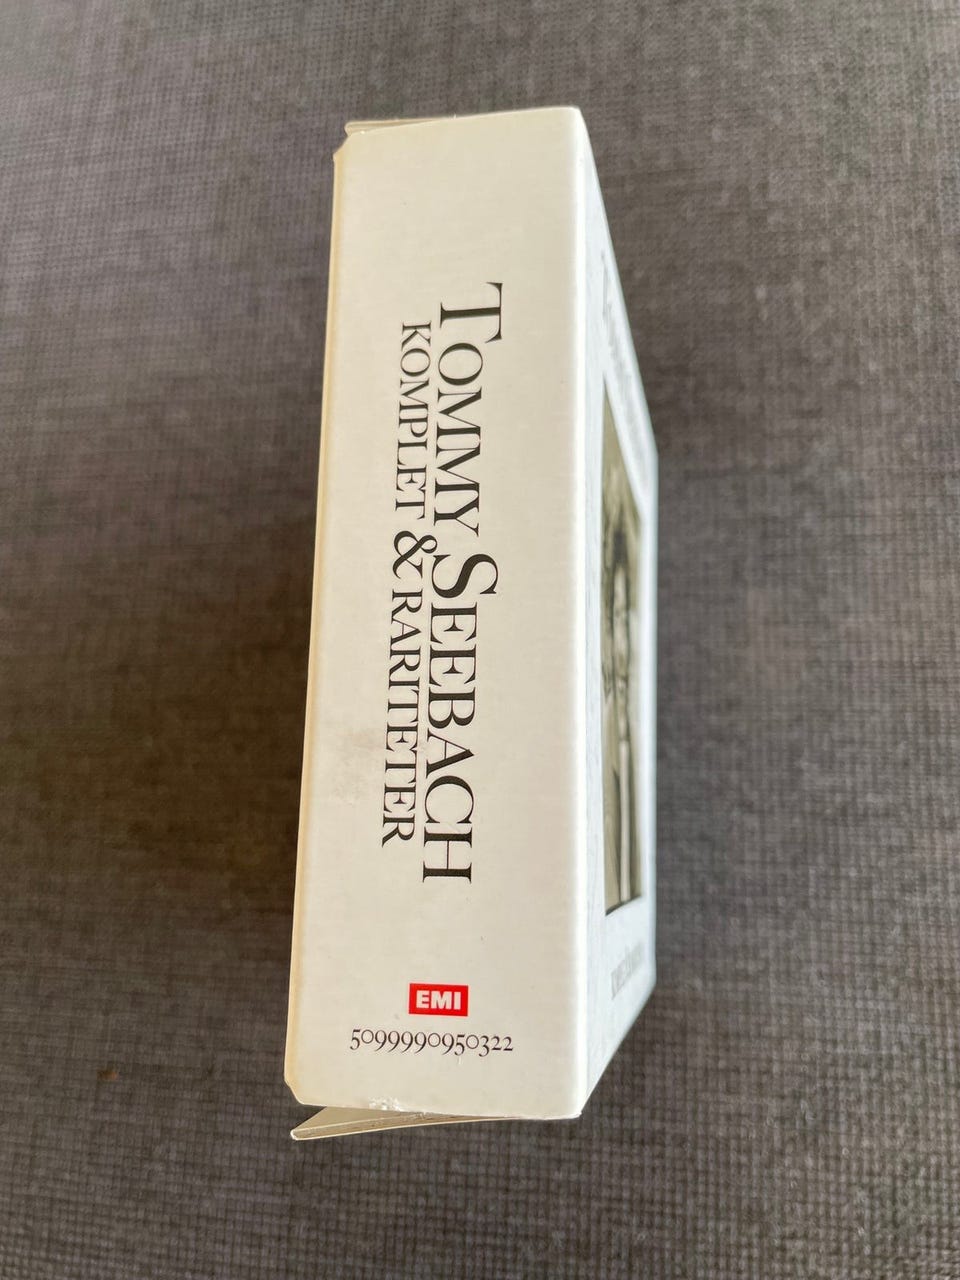 TOMMY SEEBACH
KOMPLET & RARITETER
EMI
5099990950322